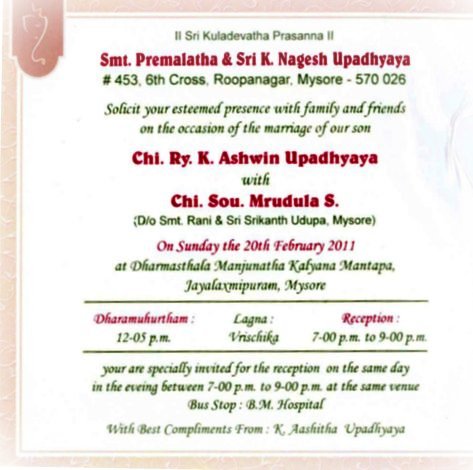 II Sri Kuladevatha Prasanna II
Smt. Premalatha & Sri K. Nagesh Upadhyaya
# 453, 6th Cross, Roopanagar, Mysore - 570 026
Solicit your esteemed presence with family and friends
on the occasion of the marriage of our son
Chi. Ry. K. Ashwin Upadhyaya
with
Chi. Sou. Mrudula S.
(D/o Smt. Rani & Sri Srikanth Udupa, Mysore)
On Sunday the 20th February 2011
at Dharmasthala Manjunatha Kalyana Mantapa,
Jayalaxmipuram, Mysore
Dharamuhurtham : Lagna : Reception :
12-05 p.m. Vrischika 7-00 p.m. to 9-00 p.m.
your are specially invited for the reception on the same day
in the eveing between 7-00 p.m. to 9-00 p.m. at the same venue
Bus Stop : B.M. Hospital
With Best Compliments From : K. Aashitha Upadhyaya